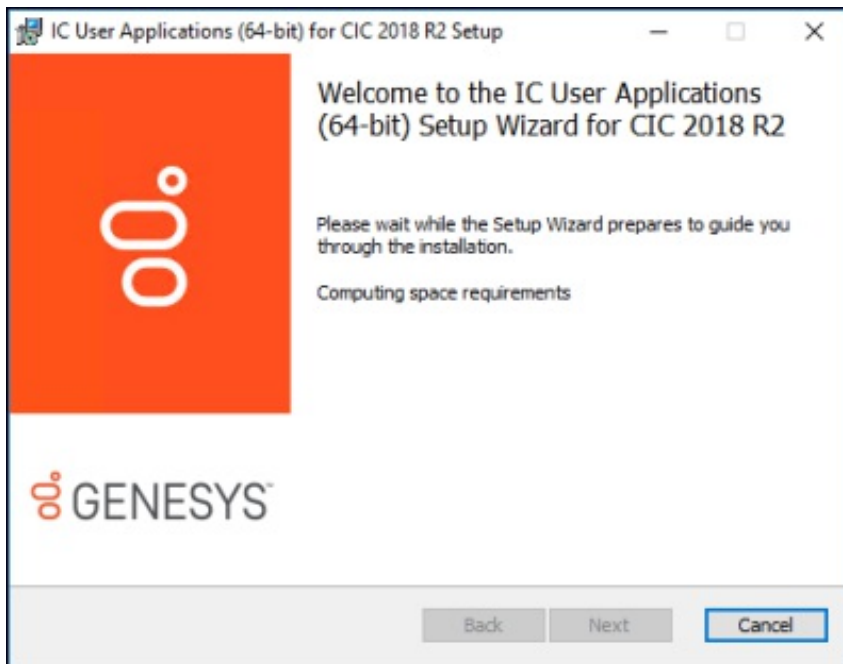 IC User Applications (64-bit) for CIC 2018 R2 Setup
Welcome to the IC User Applications
(64-bit) Setup Wizard for CIC 2018 R2
Please wait while the Setup Wizard prepares to guide you
through the installation.
Computing space requirements
GENESYS™
Back Next Cancel